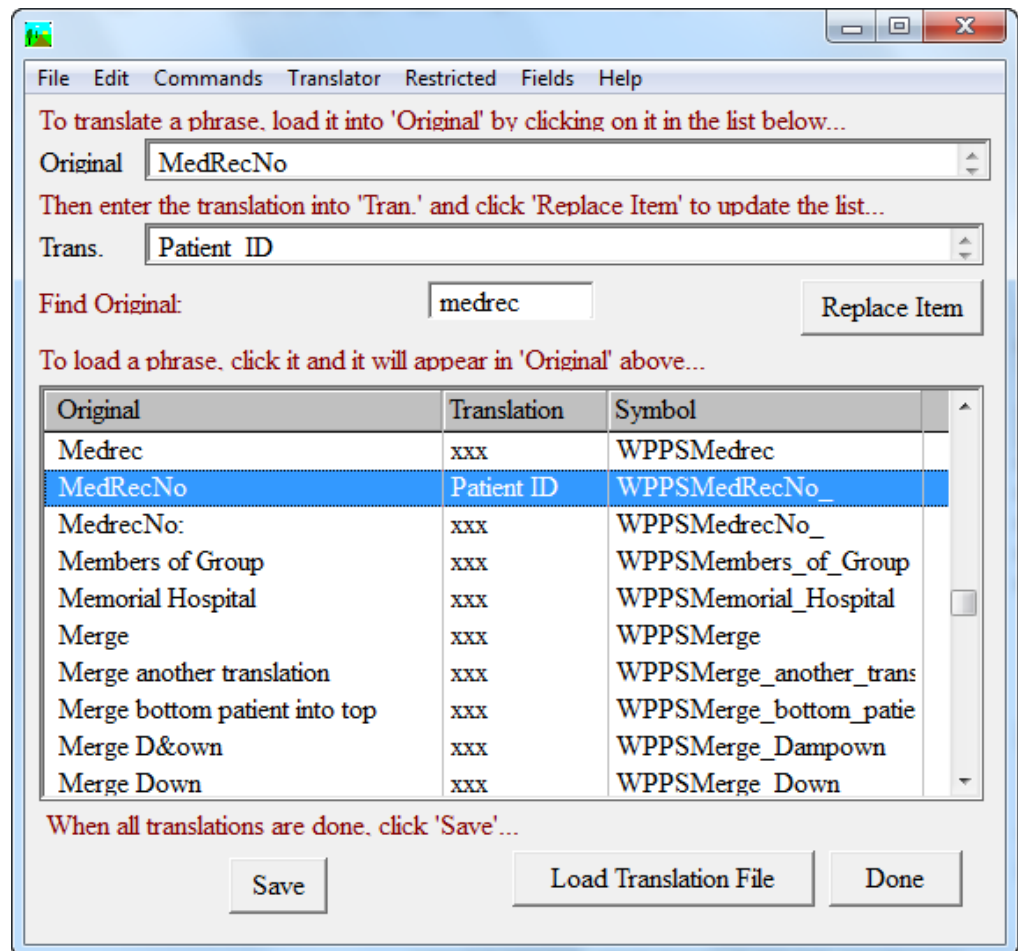 File Edit Commands Translator Restricted Fields Help
To translate a phrase, load it into 'Original' by clicking on it in the list below...
Original MedRecNo
Then enter the translation into 'Tran.' and click 'Replace Item' to update the list...
Trans. Patient ID
Find Original: medrec Replace Item
To load a phrase, click it and it will appear in 'Original' above...
Original Translation Symbol
Medrec xxx WPPSMedrec
MedRecNo Patient ID WPPSMedRecNo_
MedrecNo: xxx WPPSMedrecNo_
Members of Group xxx WPPSMembers_of_Group
Memorial Hospital xxx WPPSMemorial_Hospital
Merge xxx WPPSMerge
Merge another translation xxx WPPSMerge_another_trans
Merge bottom patient into top xxx WPPSMerge_bottom_patie
Merge D&own xxx WPPSMerge_Dampown
Merge Down xxx WPPSMerge_Down
When all translations are done, click 'Save'...
Save Load Translation File Done